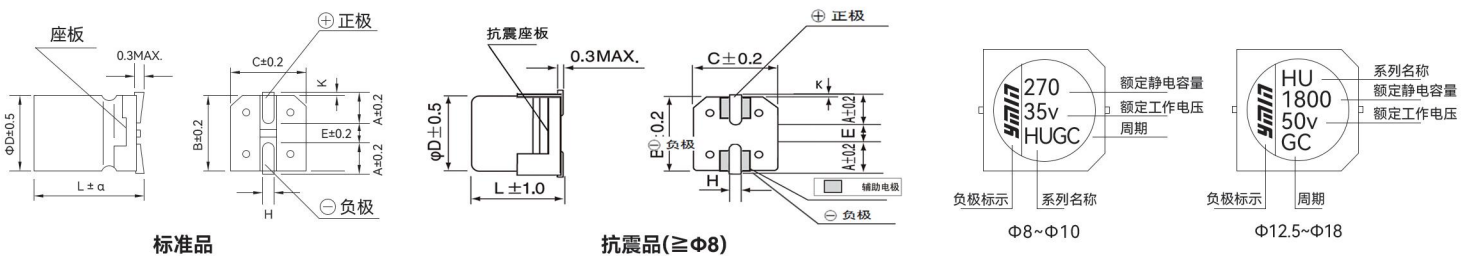 座板
0.3MAX.
ΦD±0.5
L ± α
标准品
⊕正极
C±0.2
K
B±0.2
A±0.2
E±0.2
A±0.2
H
⊖负极
抗震座板
0.3MAX.
φD±0.5
L±1.0
抗震品(≧Φ8)
⊕ 正极
C±0.2
K
0.2
A±0.2
E
A±0.2
⊖ 负极
H
辅助电极
⊖ 负极
ymin
270
35v
HUGC
额定静电容量
额定工作电压
周期
负极标示
系列名称
Φ8~Φ10
ymin
HU
1800
50v
GC
系列名称
额定静电容量
额定工作电压
负极标示
周期
Φ12.5~Φ18